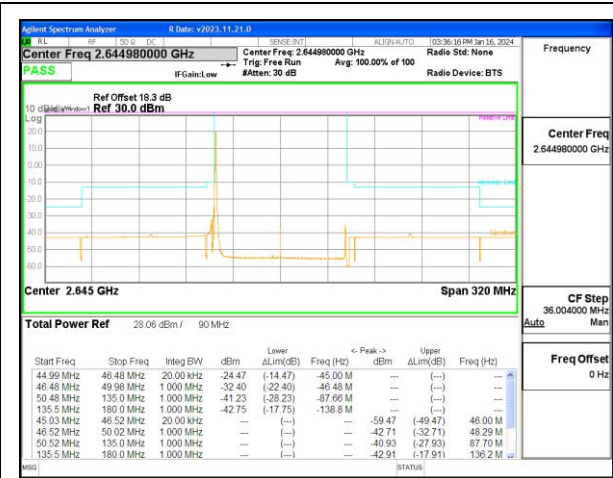 Agilent Spectrum Analyzer R Date: v2023.11.21.0
RL RF 50 Ω DC SENSE:INT ALIGN AUTO 03:36:16 PM Jan 16, 2024
Center Freq 2.644980000 GHz Center Freq: 2.644980000 GHz Radio Std: None Frequency
Trig: Free Run Avg: 100.00% of 100
PASS IFGain:Low #Atten: 30 dB Radio Device: BTS
Ref Offset 18.3 dB
10 dB/div Ref 30.0 dBm
Log Relative Limit
20.0
10.0
0.00
-10.0 Absolute Limit
-20.0
-30.0
-40.0 Spectrum
-50.0
-60.0
Center Freq
2.644980000 GHz
Center 2.645 GHz Span 320 MHz
CF Step
36.004000 MHz
Auto Man
Total Power Ref 28.06 dBm / 90 MHz
Freq Offset
0 Hz
Lower <- Peak -> Upper
Start Freq Stop Freq Integ BW dBm ΔLim(dB) Freq (Hz) dBm ΔLim(dB) Freq (Hz)
44.99 MHz 46.48 MHz 20.00 kHz -24.47 (-14.47) -45.00 M --- (---) ---
46.48 MHz 49.98 MHz 1.000 MHz -32.40 (-22.40) -46.48 M --- (---) ---
50.48 MHz 135.0 MHz 1.000 MHz -41.23 (-28.23) -87.66 M --- (---) ---
135.5 MHz 180.0 MHz 1.000 MHz -42.75 (-17.75) -138.8 M --- (---) ---
45.03 MHz 46.52 MHz 20.00 kHz --- (---) --- -59.47 (-49.47) 46.00 M
46.52 MHz 50.02 MHz 1.000 MHz --- (---) --- -42.71 (-32.71) 48.29 M
50.52 MHz 135.0 MHz 1.000 MHz --- (---) --- -40.93 (-27.93) 87.70 M
135.5 MHz 180.0 MHz 1.000 MHz --- (---) --- -42.91 (-17.91) 136.2 M
MSG STATUS